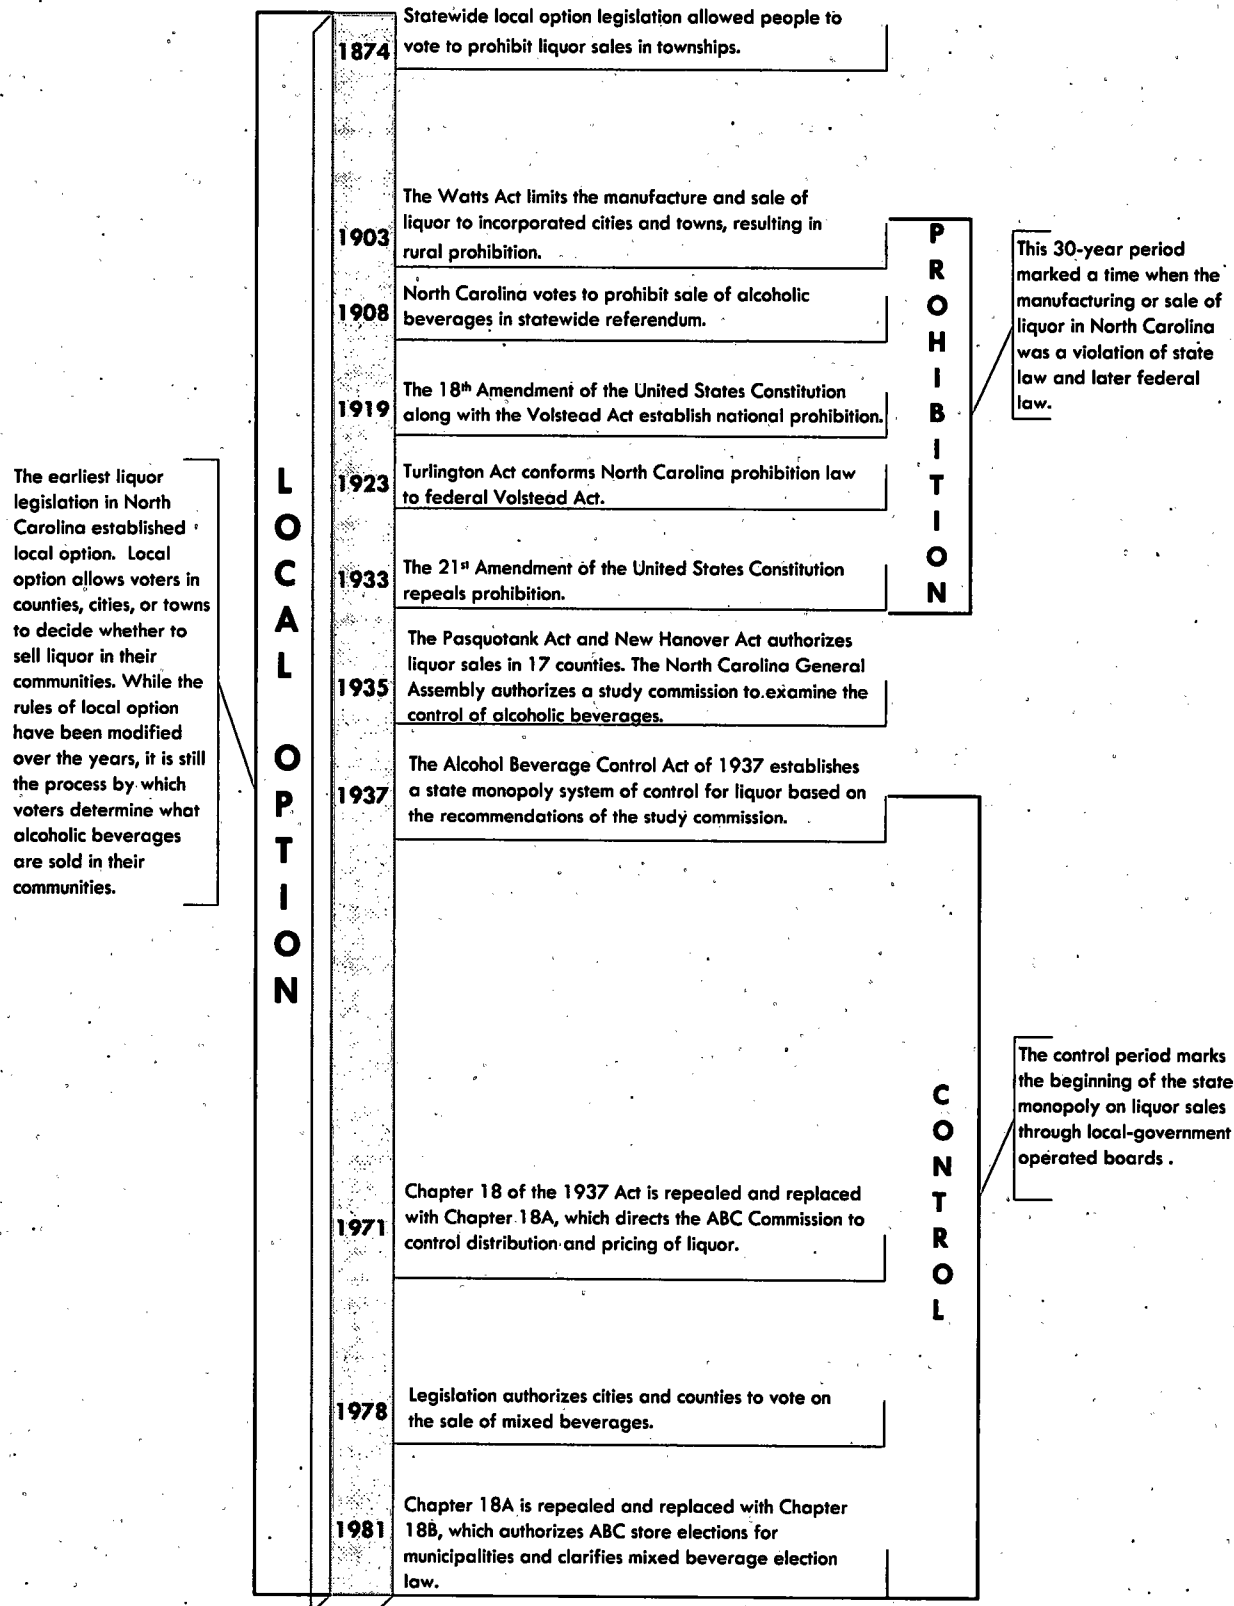 Statewide local option legislation allowed people to
1874
vote to prohibit liquor sales in townships.
The Watts Act limits the manufacture and sale of
liquor to incorporated cities and towns, resulting in
1903
rural prohibition.
North Carolina votes to prohibit sale of alcoholic
1908
beverages in statewide referendum.
The 18th Amendment of the United States Constitution
1919
along with the Volstead Act establish national prohibition.
Turlington Act conforms North Carolina prohibition law
1923
to federal Volstead Act.
The 21st Amendment of the United States Constitution
1933
repeals prohibition.
PROHIBITION
This 30-year period
marked a time when the
manufacturing or sale of
liquor in North Carolina
was a violation of state
law and later federal
law.
The earliest liquor
legislation in North
Carolina established
local option. Local
option allows voters in
counties, cities, or towns
to decide whether to
sell liquor in their
communities. While the
rules of local option
have been modified
over the years, it is still
the process by which
voters determine what
alcoholic beverages
are sold in their
communities.
LOCAL OPTION
The Pasquotank Act and New Hanover Act authorizes
liquor sales in 17 counties. The North Carolina General
1935
Assembly authorizes a study commission to examine the
control of alcoholic beverages.
The Alcohol Beverage Control Act of 1937 establishes
1937
a state monopoly system of control for liquor based on
the recommendations of the study commission.
CONTROL
The control period marks
the beginning of the state
monopoly on liquor sales
through local-government
operated boards.
Chapter 18 of the 1937 Act is repealed and replaced
1971
with Chapter 18A, which directs the ABC Commission to
control distribution and pricing of liquor.
Legislation authorizes cities and counties to vote on
1978
the sale of mixed beverages.
Chapter 18A is repealed and replaced with Chapter
1981
18B, which authorizes ABC store elections for
municipalities and clarifies mixed beverage election
law.